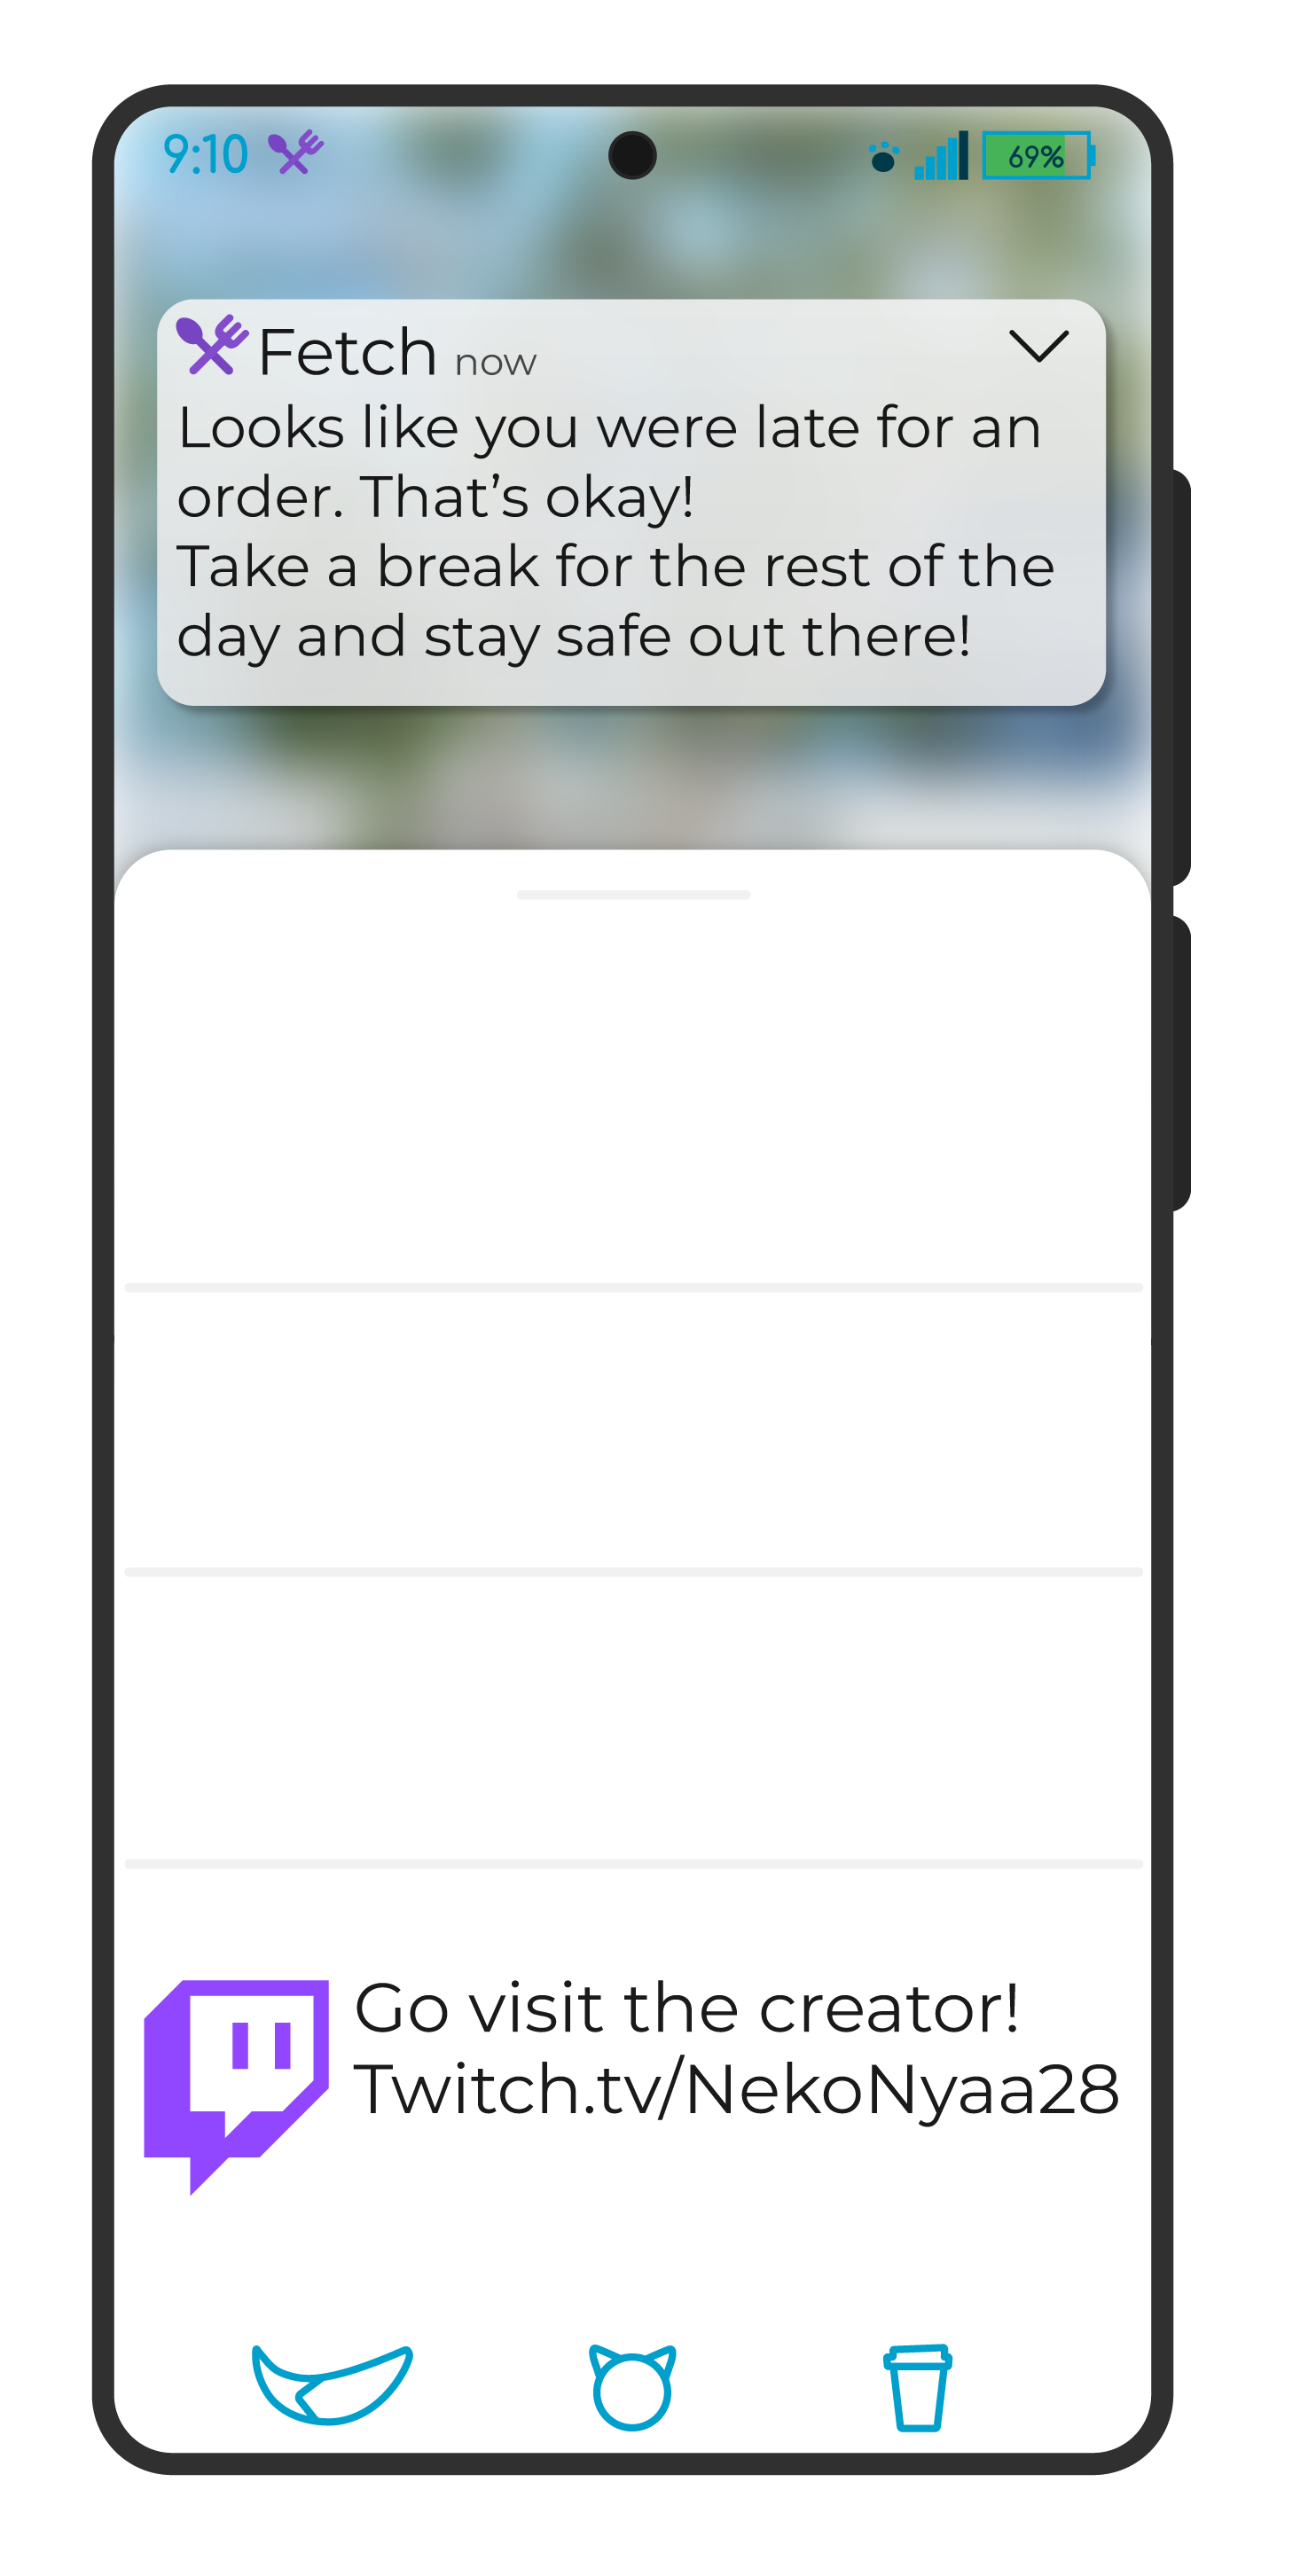 9:10
69%
Fetch now
Looks like you were late for an
order. That’s okay!
Take a break for the rest of the
day and stay safe out there!
Go visit the creator!
Twitch.tv/NekoNyaa28